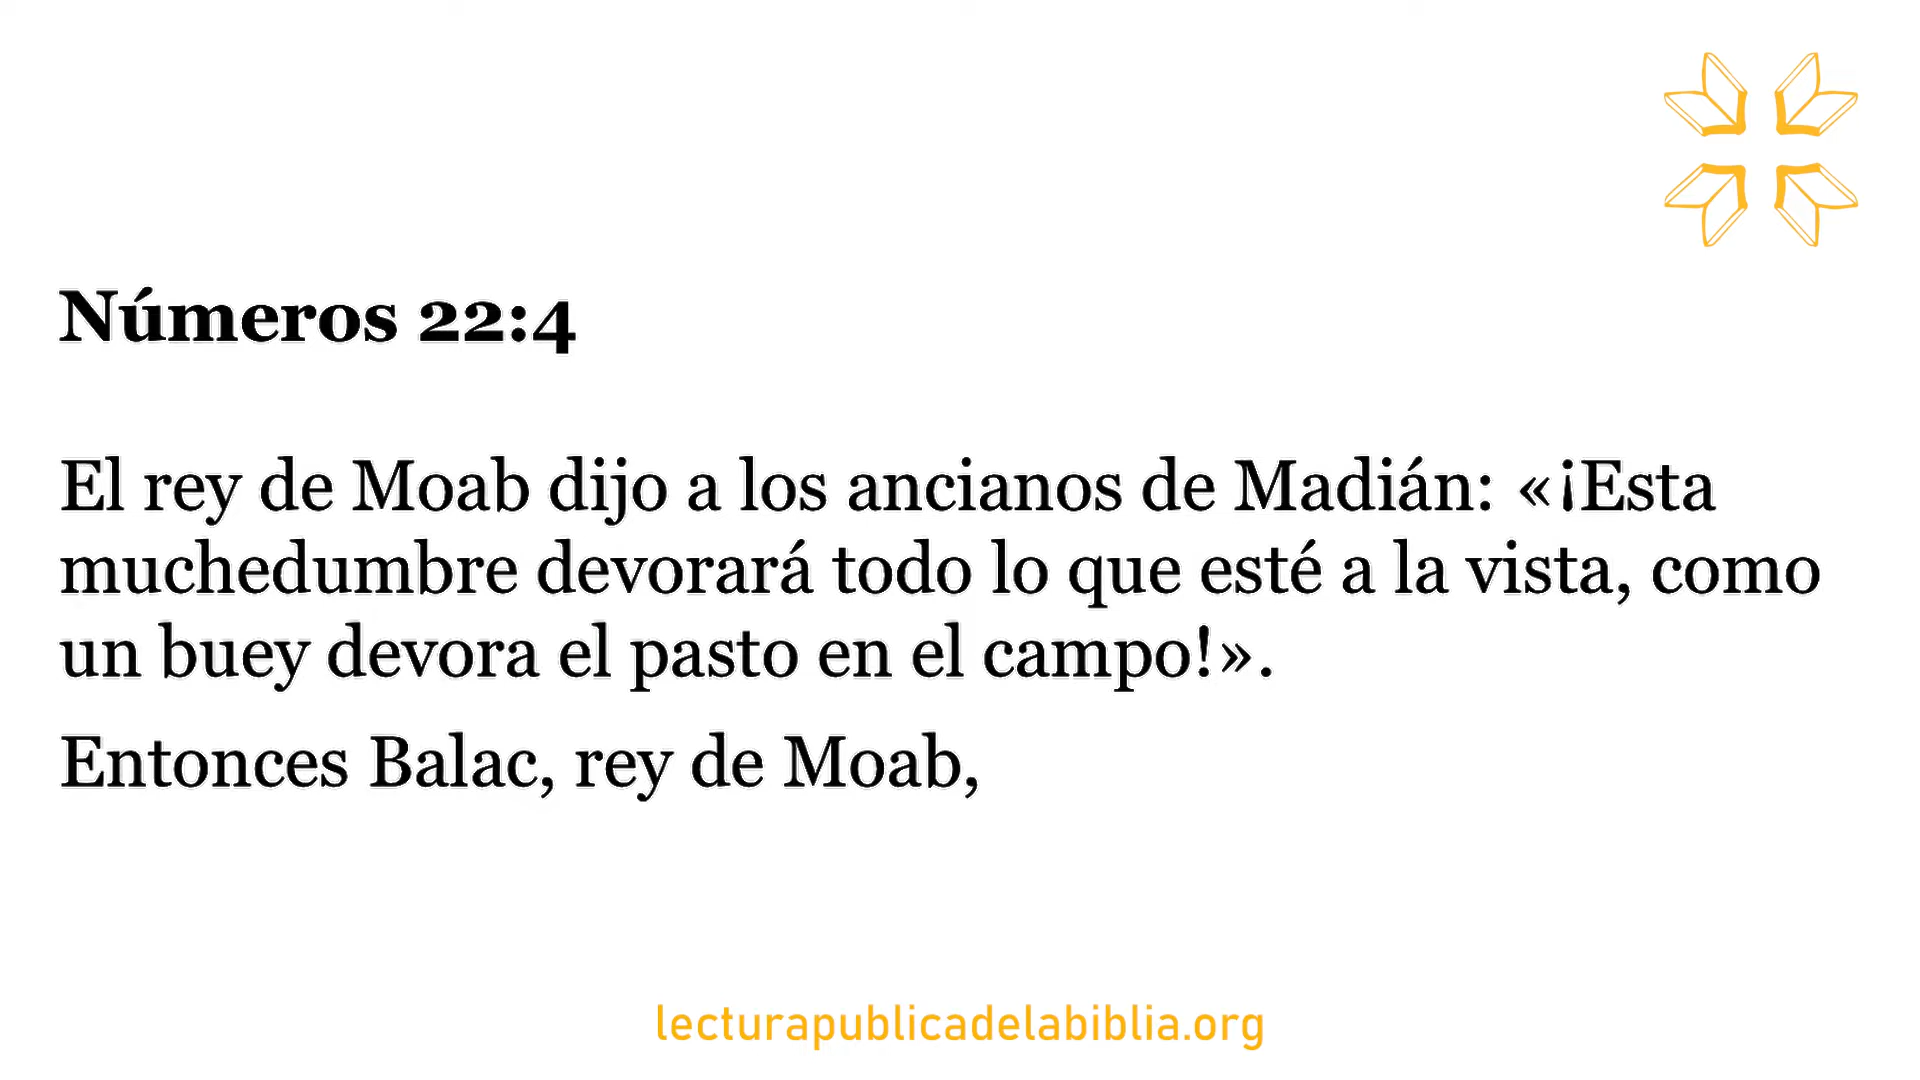 Números 22:4
El rey de Moab dijo a los ancianos de Madián: «¡Esta
muchedumbre devorará todo lo que esté a la vista, como
un buey devora el pasto en el campo!».
Entonces Balac, rey de Moab,
lecturapublicadelabiblia.org